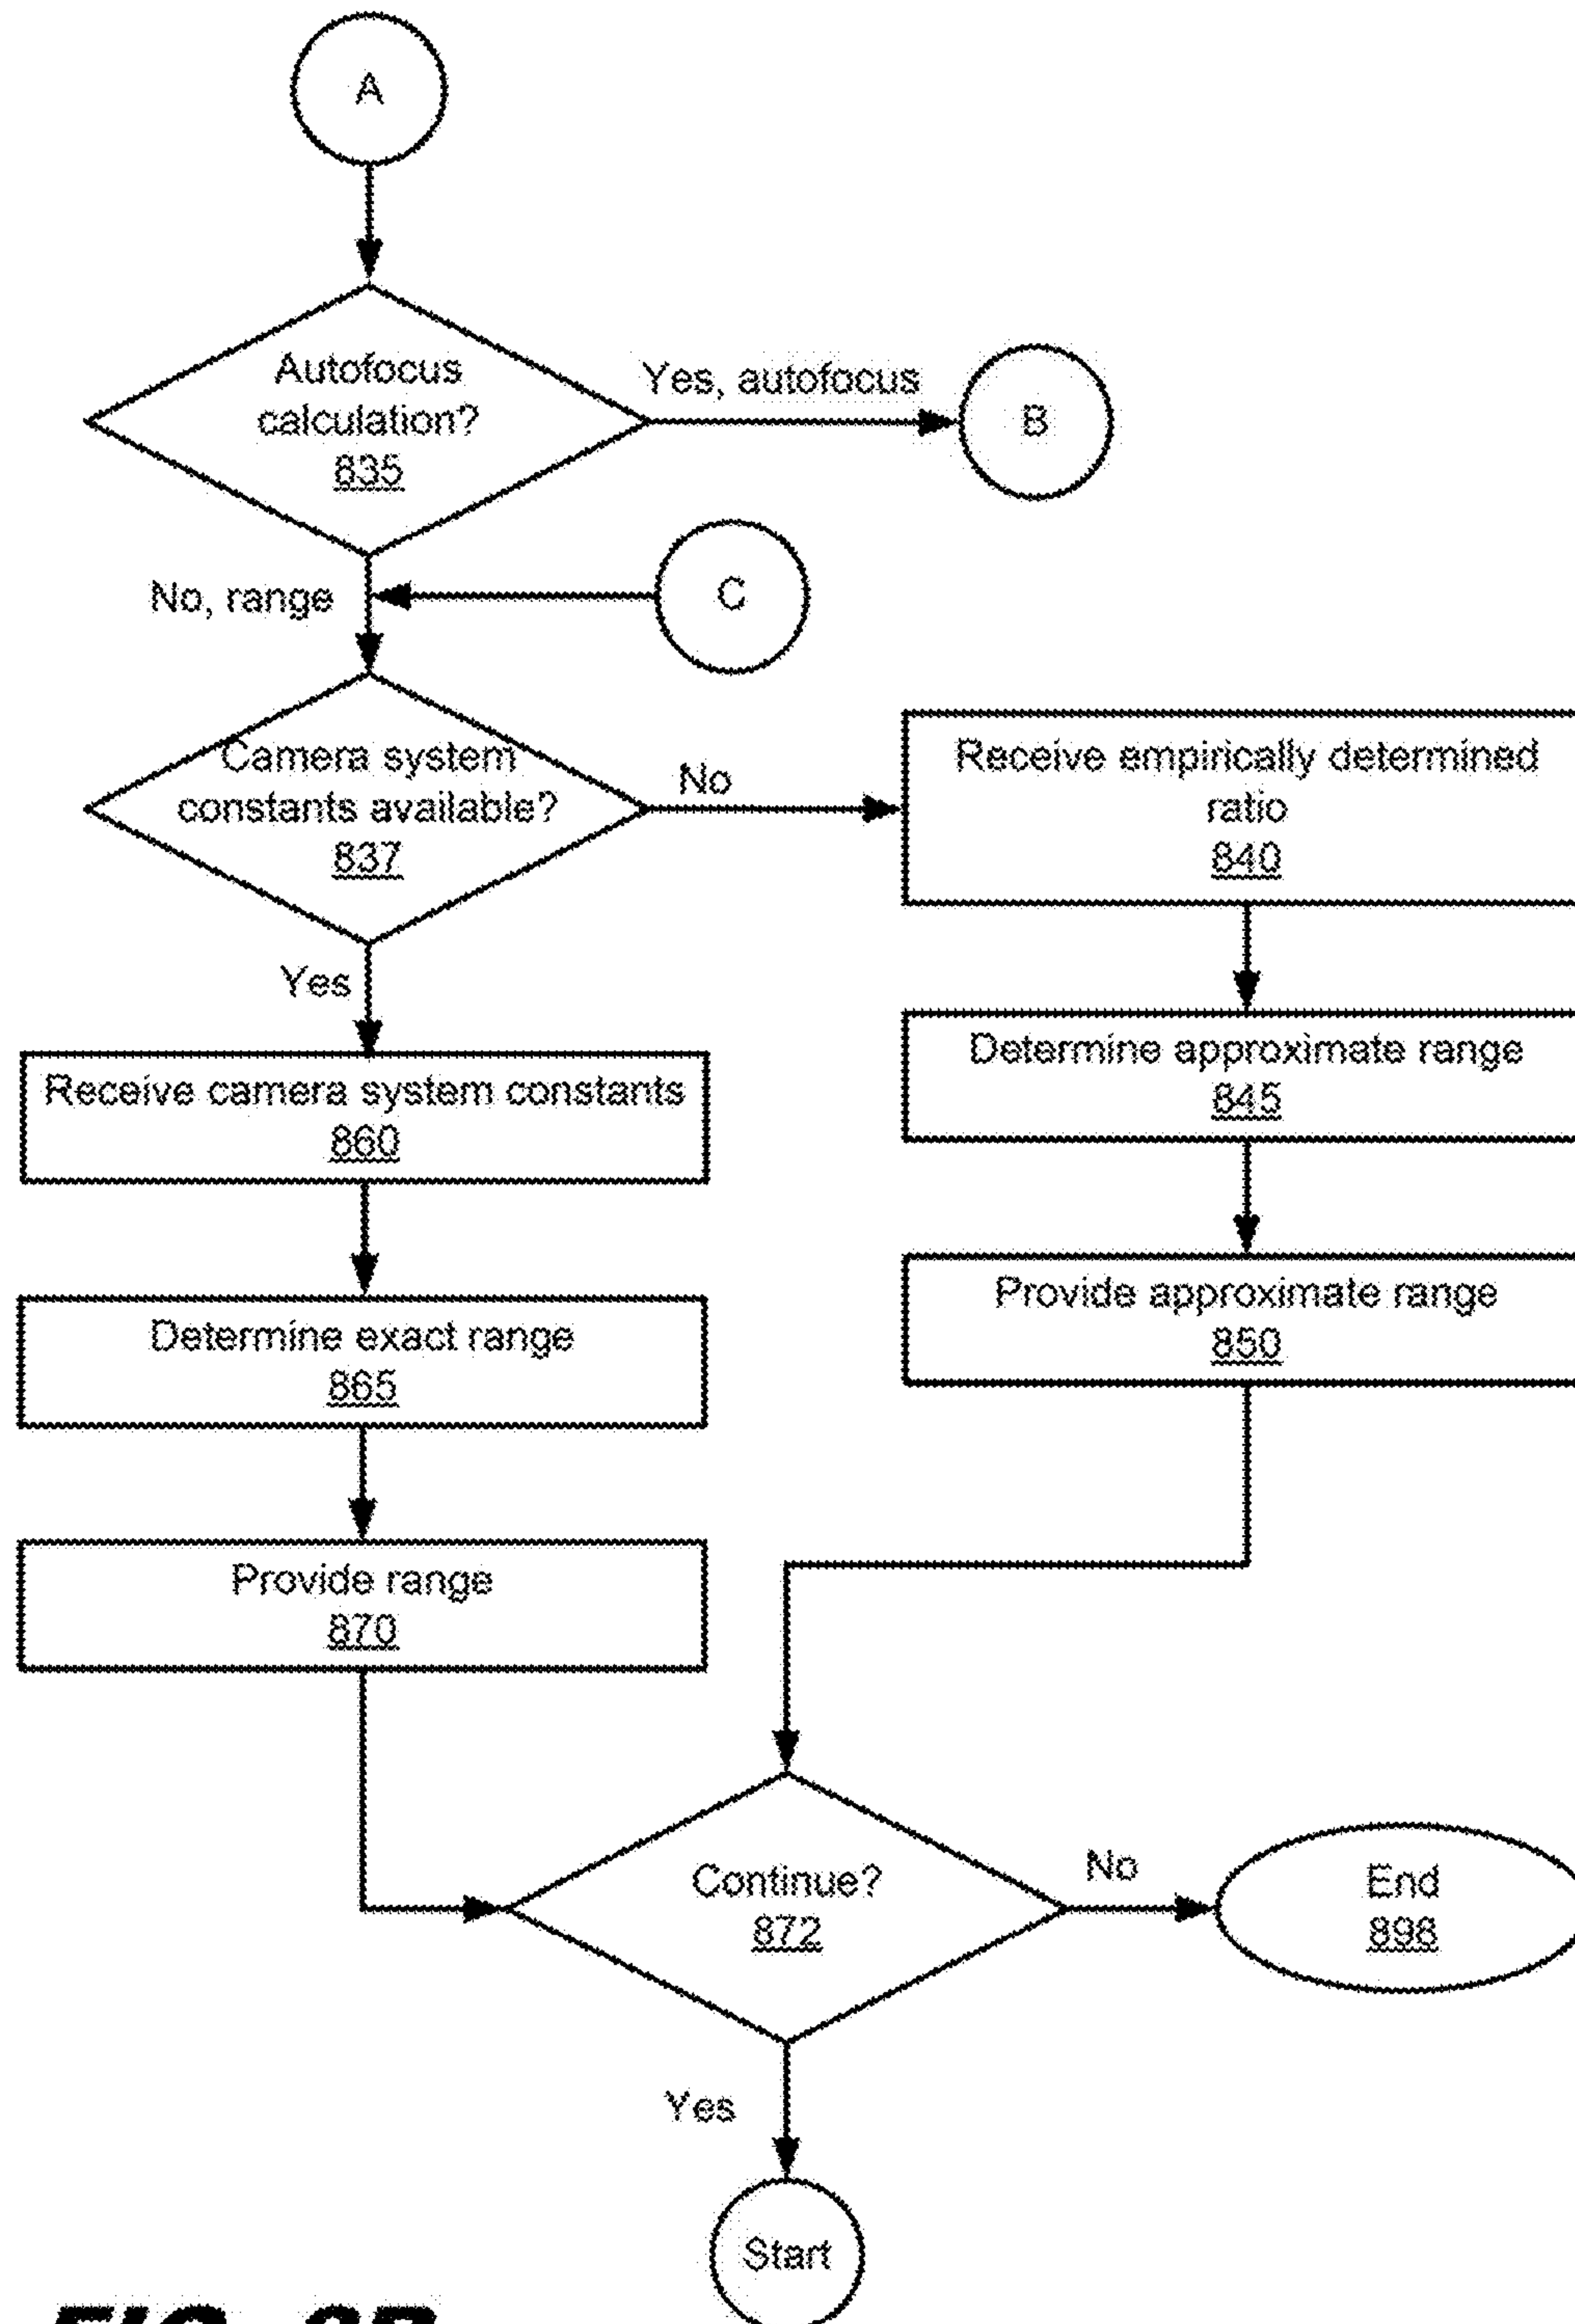 A
Autofocus
calculation?
835
Yes, autofocus
B
No, range
C
Camera system
constants available?
837
No
Receive empirically determined
ratio
840
Yes
Determine approximate range
845
Receive camera system constants
860
Provide approximate range
850
Determine exact range
865
Provide range
870
Continue?
872
No
End
898
Yes
Start